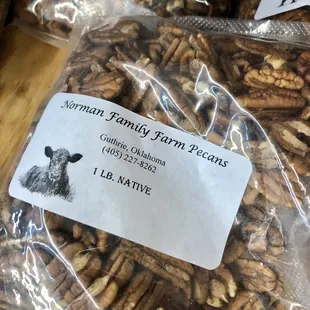 Norman Family Farm Pecans
Guthrie, Oklahoma
(405) 227-8262
1 LB. NATIVE